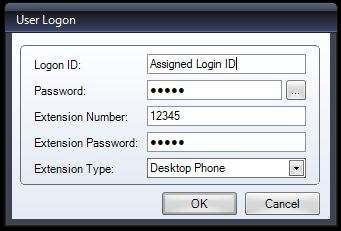 User Logon
Logon ID: Assigned Login ID
Password: ●●●●● ...
Extension Number: 12345
Extension Password: ●●●●●
Extension Type: Desktop Phone
OK Cancel